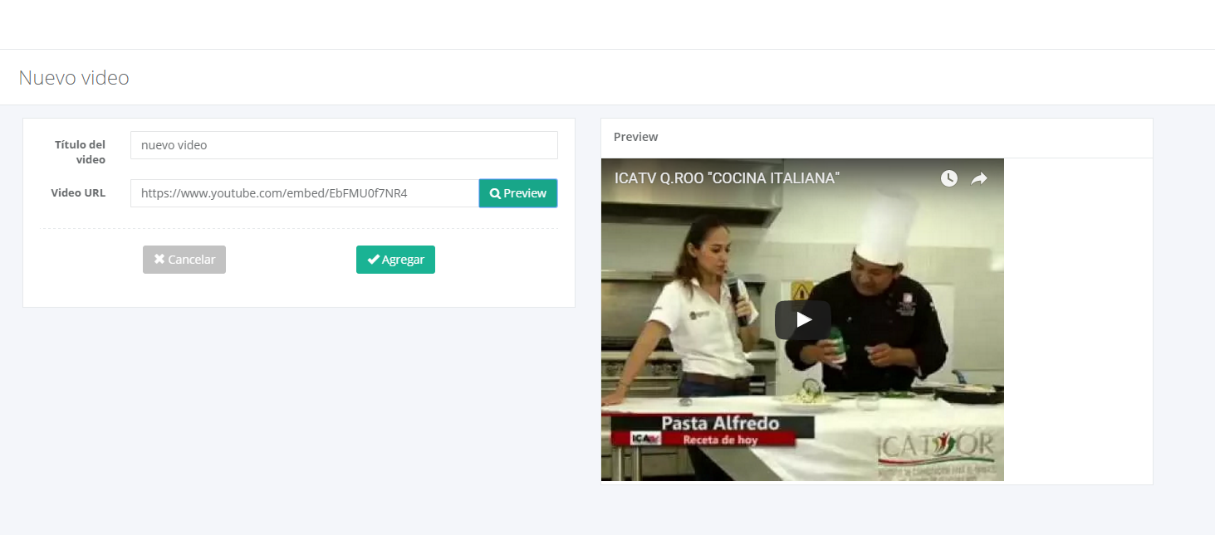 Nuevo video
Título del
video
nuevo video
Video URL
https://www.youtube.com/embed/EbFMU0f7NR4
Preview
Cancelar
Agregar
Preview
ICATV Q.ROO "COCINA ITALIANA"
Pasta Alfredo
ICATV
Receta de hoy